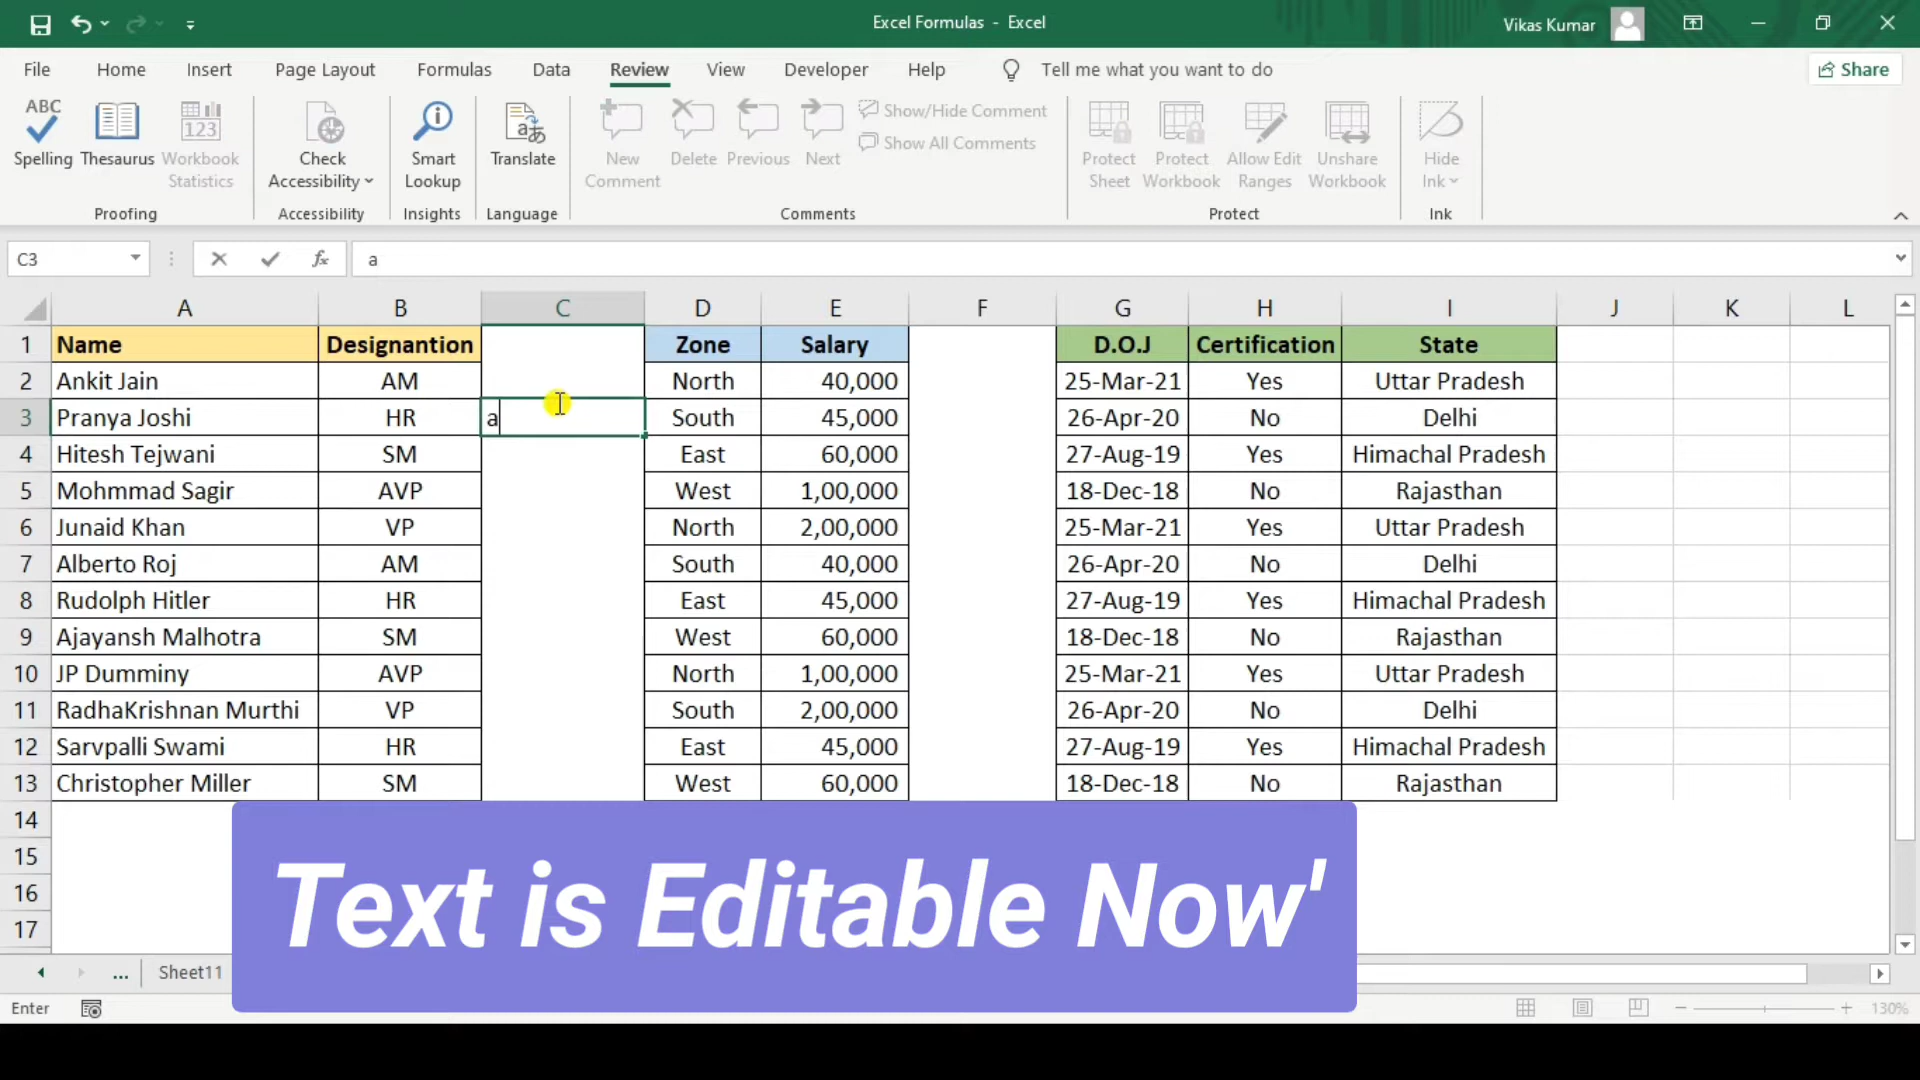 Excel Formulas - Excel
Vikas Kumar
File Home Insert Page Layout Formulas Data Review View Developer Help Tell me what you want to do Share
ABC
Spelling Thesaurus Workbook Statistics
Proofing
Check Accessibility
Accessibility
Smart Lookup
Insights
Translate
Language
New Comment Delete Previous Next
Show/Hide Comment
Show All Comments
Comments
Protect Sheet Protect Workbook Allow Edit Ranges Unshare Workbook
Protect
Hide Ink
Ink
C3 fx a
A B C D E F G H I J K L
1 Name Designantion Zone Salary D.O.J Certification State
2 Ankit Jain AM North 40,000 25-Mar-21 Yes Uttar Pradesh
3 Pranya Joshi HR a South 45,000 26-Apr-20 No Delhi
4 Hitesh Tejwani SM East 60,000 27-Aug-19 Yes Himachal Pradesh
5 Mohmmad Sagir AVP West 1,00,000 18-Dec-18 No Rajasthan
6 Junaid Khan VP North 2,00,000 25-Mar-21 Yes Uttar Pradesh
7 Alberto Roj AM South 40,000 26-Apr-20 No Delhi
8 Rudolph Hitler HR East 45,000 27-Aug-19 Yes Himachal Pradesh
9 Ajayansh Malhotra SM West 60,000 18-Dec-18 No Rajasthan
10 JP Dumminy AVP North 1,00,000 25-Mar-21 Yes Uttar Pradesh
11 RadhaKrishnan Murthi VP South 2,00,000 26-Apr-20 No Delhi
12 Sarvpalli Swami HR East 45,000 27-Aug-19 Yes Himachal Pradesh
13 Christopher Miller SM West 60,000 18-Dec-18 No Rajasthan
14
15
16
17
Text is Editable Now'
... Sheet11
Enter 130%